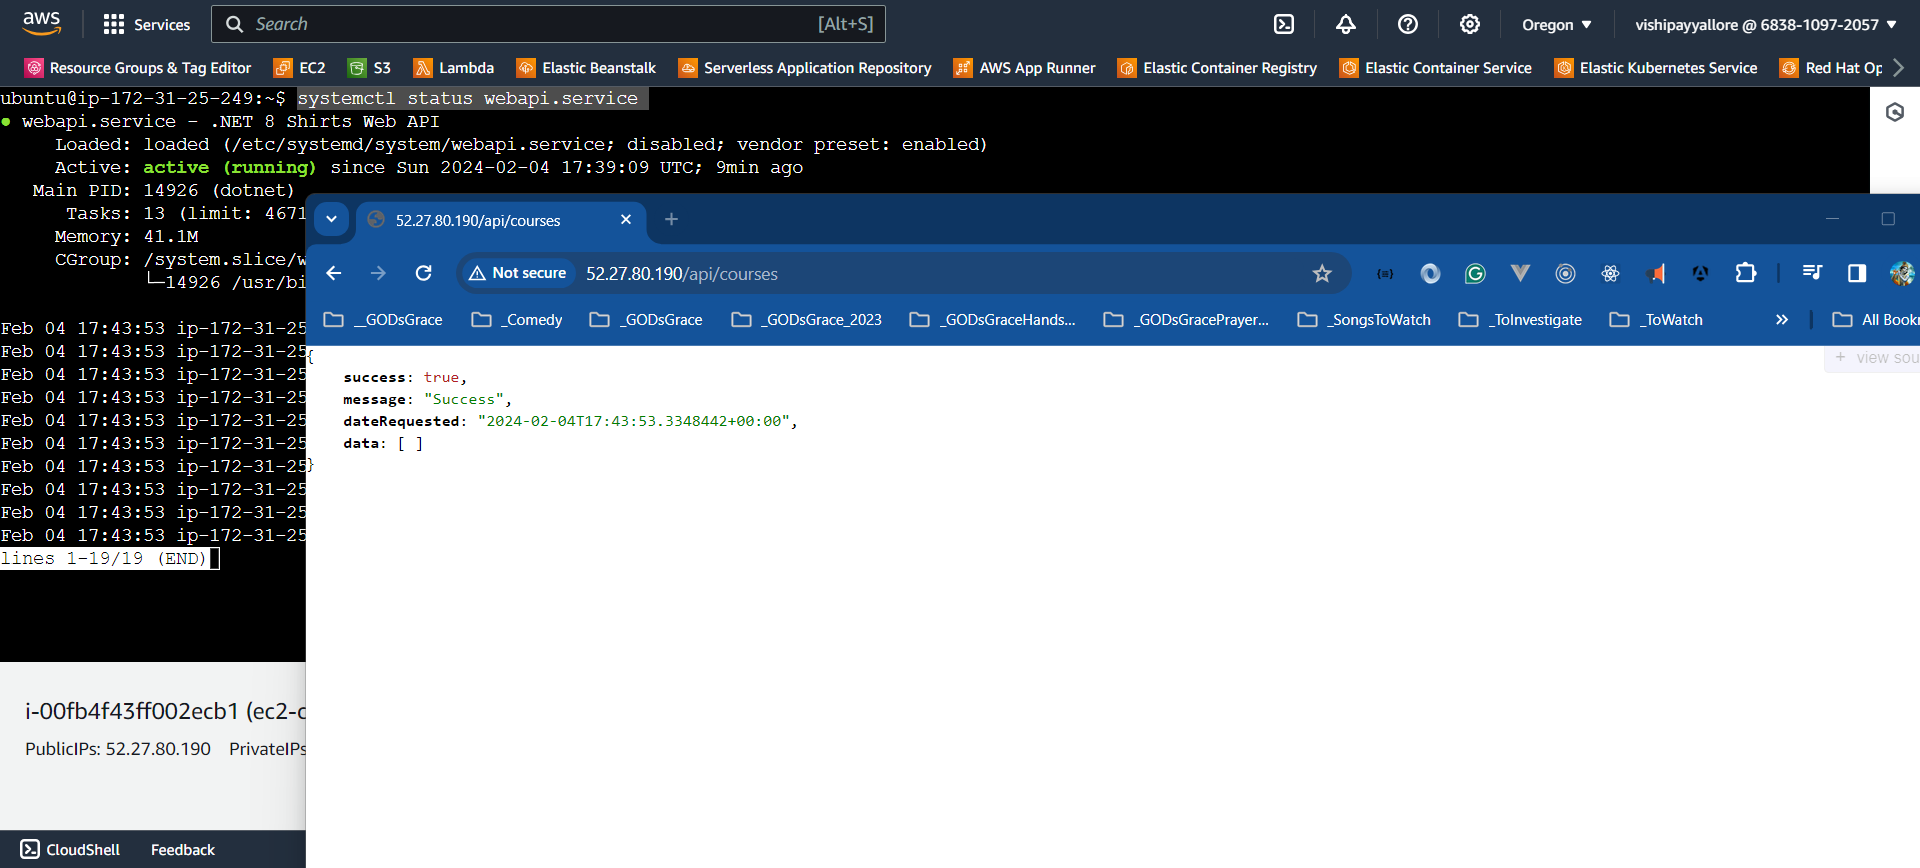 aws
Services
Search
[Alt+S]
Oregon
vishipayyallore @ 6838-1097-2057
Resource Groups & Tag Editor
EC2
S3
Lambda
Elastic Beanstalk
Serverless Application Repository
AWS App Runner
Elastic Container Registry
Elastic Container Service
Elastic Kubernetes Service
Red Hat Op
ubuntu@ip-172-31-25-249:~$ systemctl status webapi.service
● webapi.service - .NET 8 Shirts Web API
Loaded: loaded (/etc/systemd/system/webapi.service; disabled; vendor preset: enabled)
Active: active (running) since Sun 2024-02-04 17:39:09 UTC; 9min ago
Main PID: 14926 (dotnet)
Tasks: 13 (limit: 4671
Memory: 41.1M
CGroup: /system.slice/w
└─14926 /usr/bi
Feb 04 17:43:53 ip-172-31-25
Feb 04 17:43:53 ip-172-31-25
Feb 04 17:43:53 ip-172-31-25
Feb 04 17:43:53 ip-172-31-25
Feb 04 17:43:53 ip-172-31-25
Feb 04 17:43:53 ip-172-31-25
Feb 04 17:43:53 ip-172-31-25
Feb 04 17:43:53 ip-172-31-25
Feb 04 17:43:53 ip-172-31-25
Feb 04 17:43:53 ip-172-31-25
lines 1-19/19 (END)
52.27.80.190/api/courses
Not secure
52.27.80.190/api/courses
__GODsGrace
_Comedy
_GODsGrace
_GODsGrace_2023
_GODsGraceHands...
_GODsGracePrayer...
_SongsToWatch
_ToInvestigate
_ToWatch
All Bookr
+ view sou
{
success: true,
message: "Success",
dateRequested: "2024-02-04T17:43:53.3348442+00:00",
data: [ ]
}
i-00fb4f43ff002ecb1 (ec2-c
PublicIPs: 52.27.80.190 PrivateIPs
CloudShell
Feedback